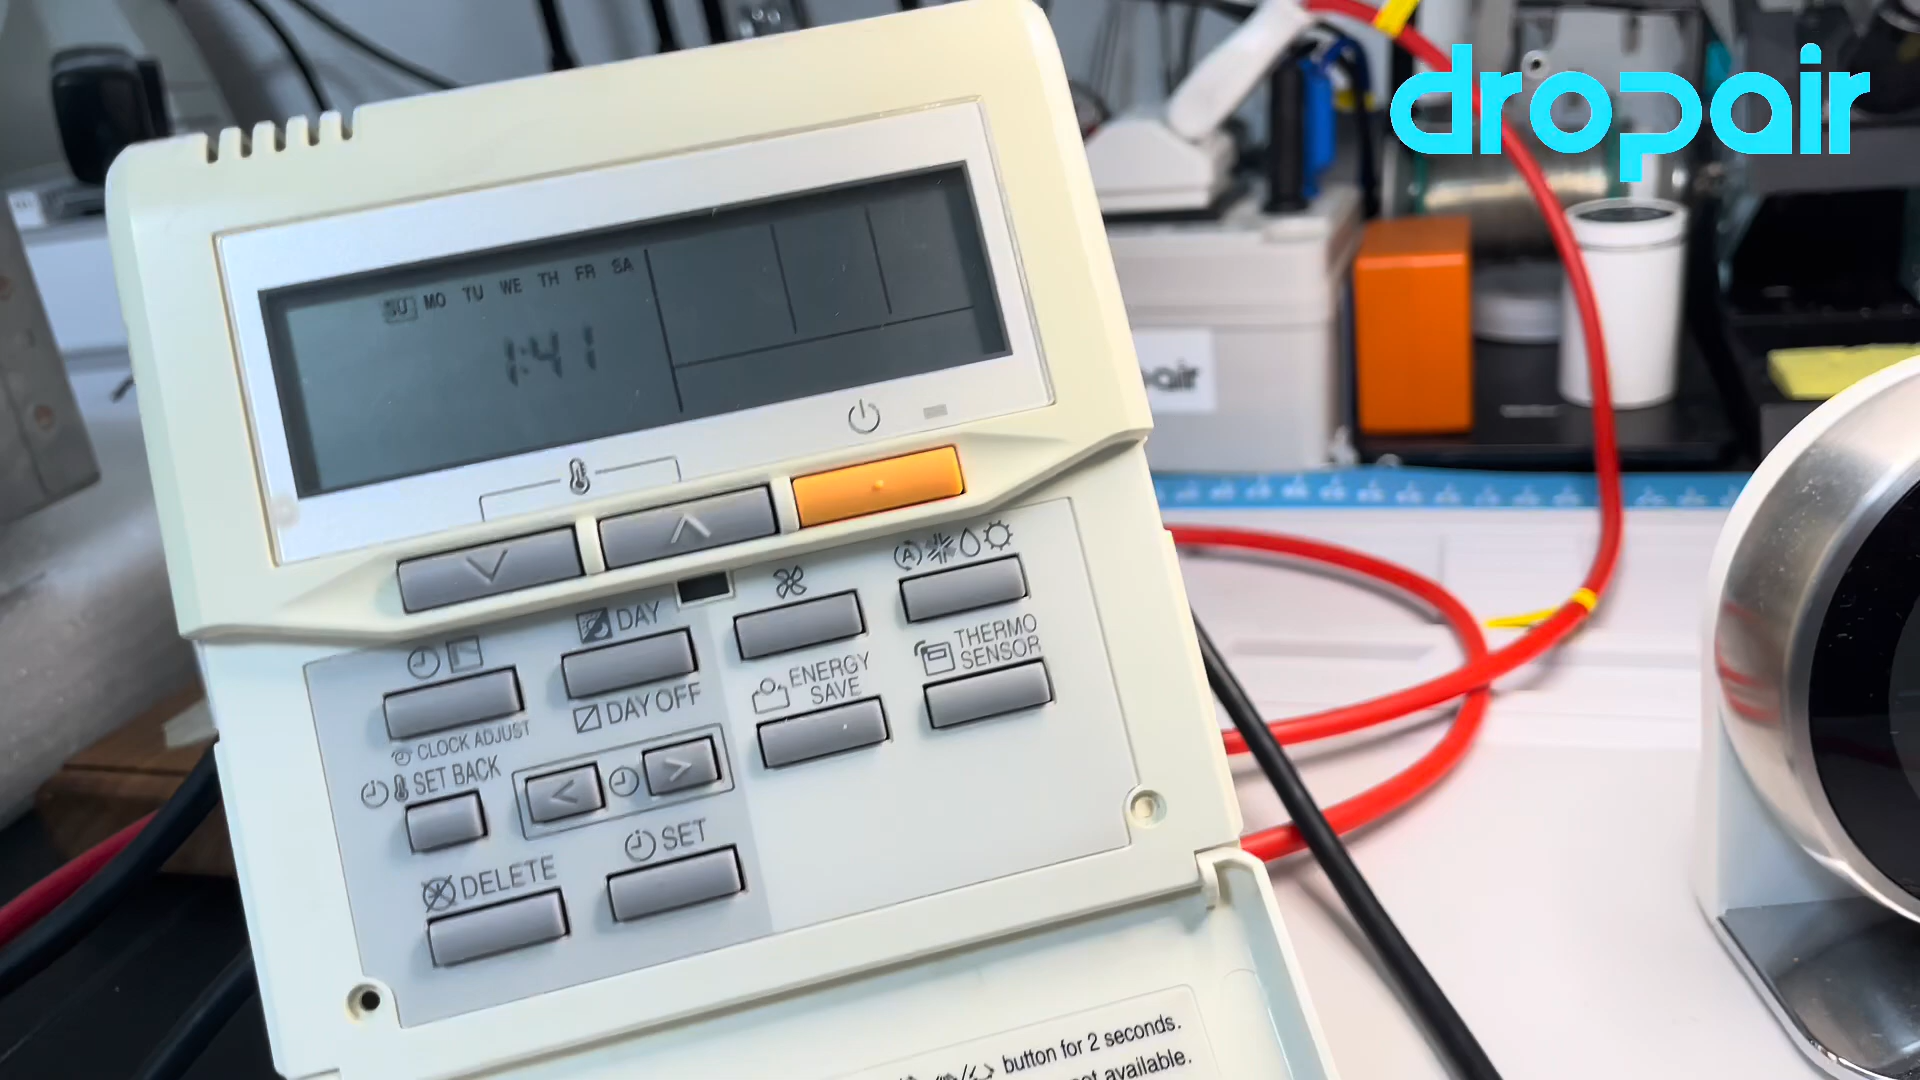 dropair
SU MO TU WE TH FR SA
1:41
DAY
THERMO
SENSOR
ENERGY
SAVE
DAY OFF
CLOCK ADJUST
SET BACK
SET
DELETE
button for 2 seconds.
available.